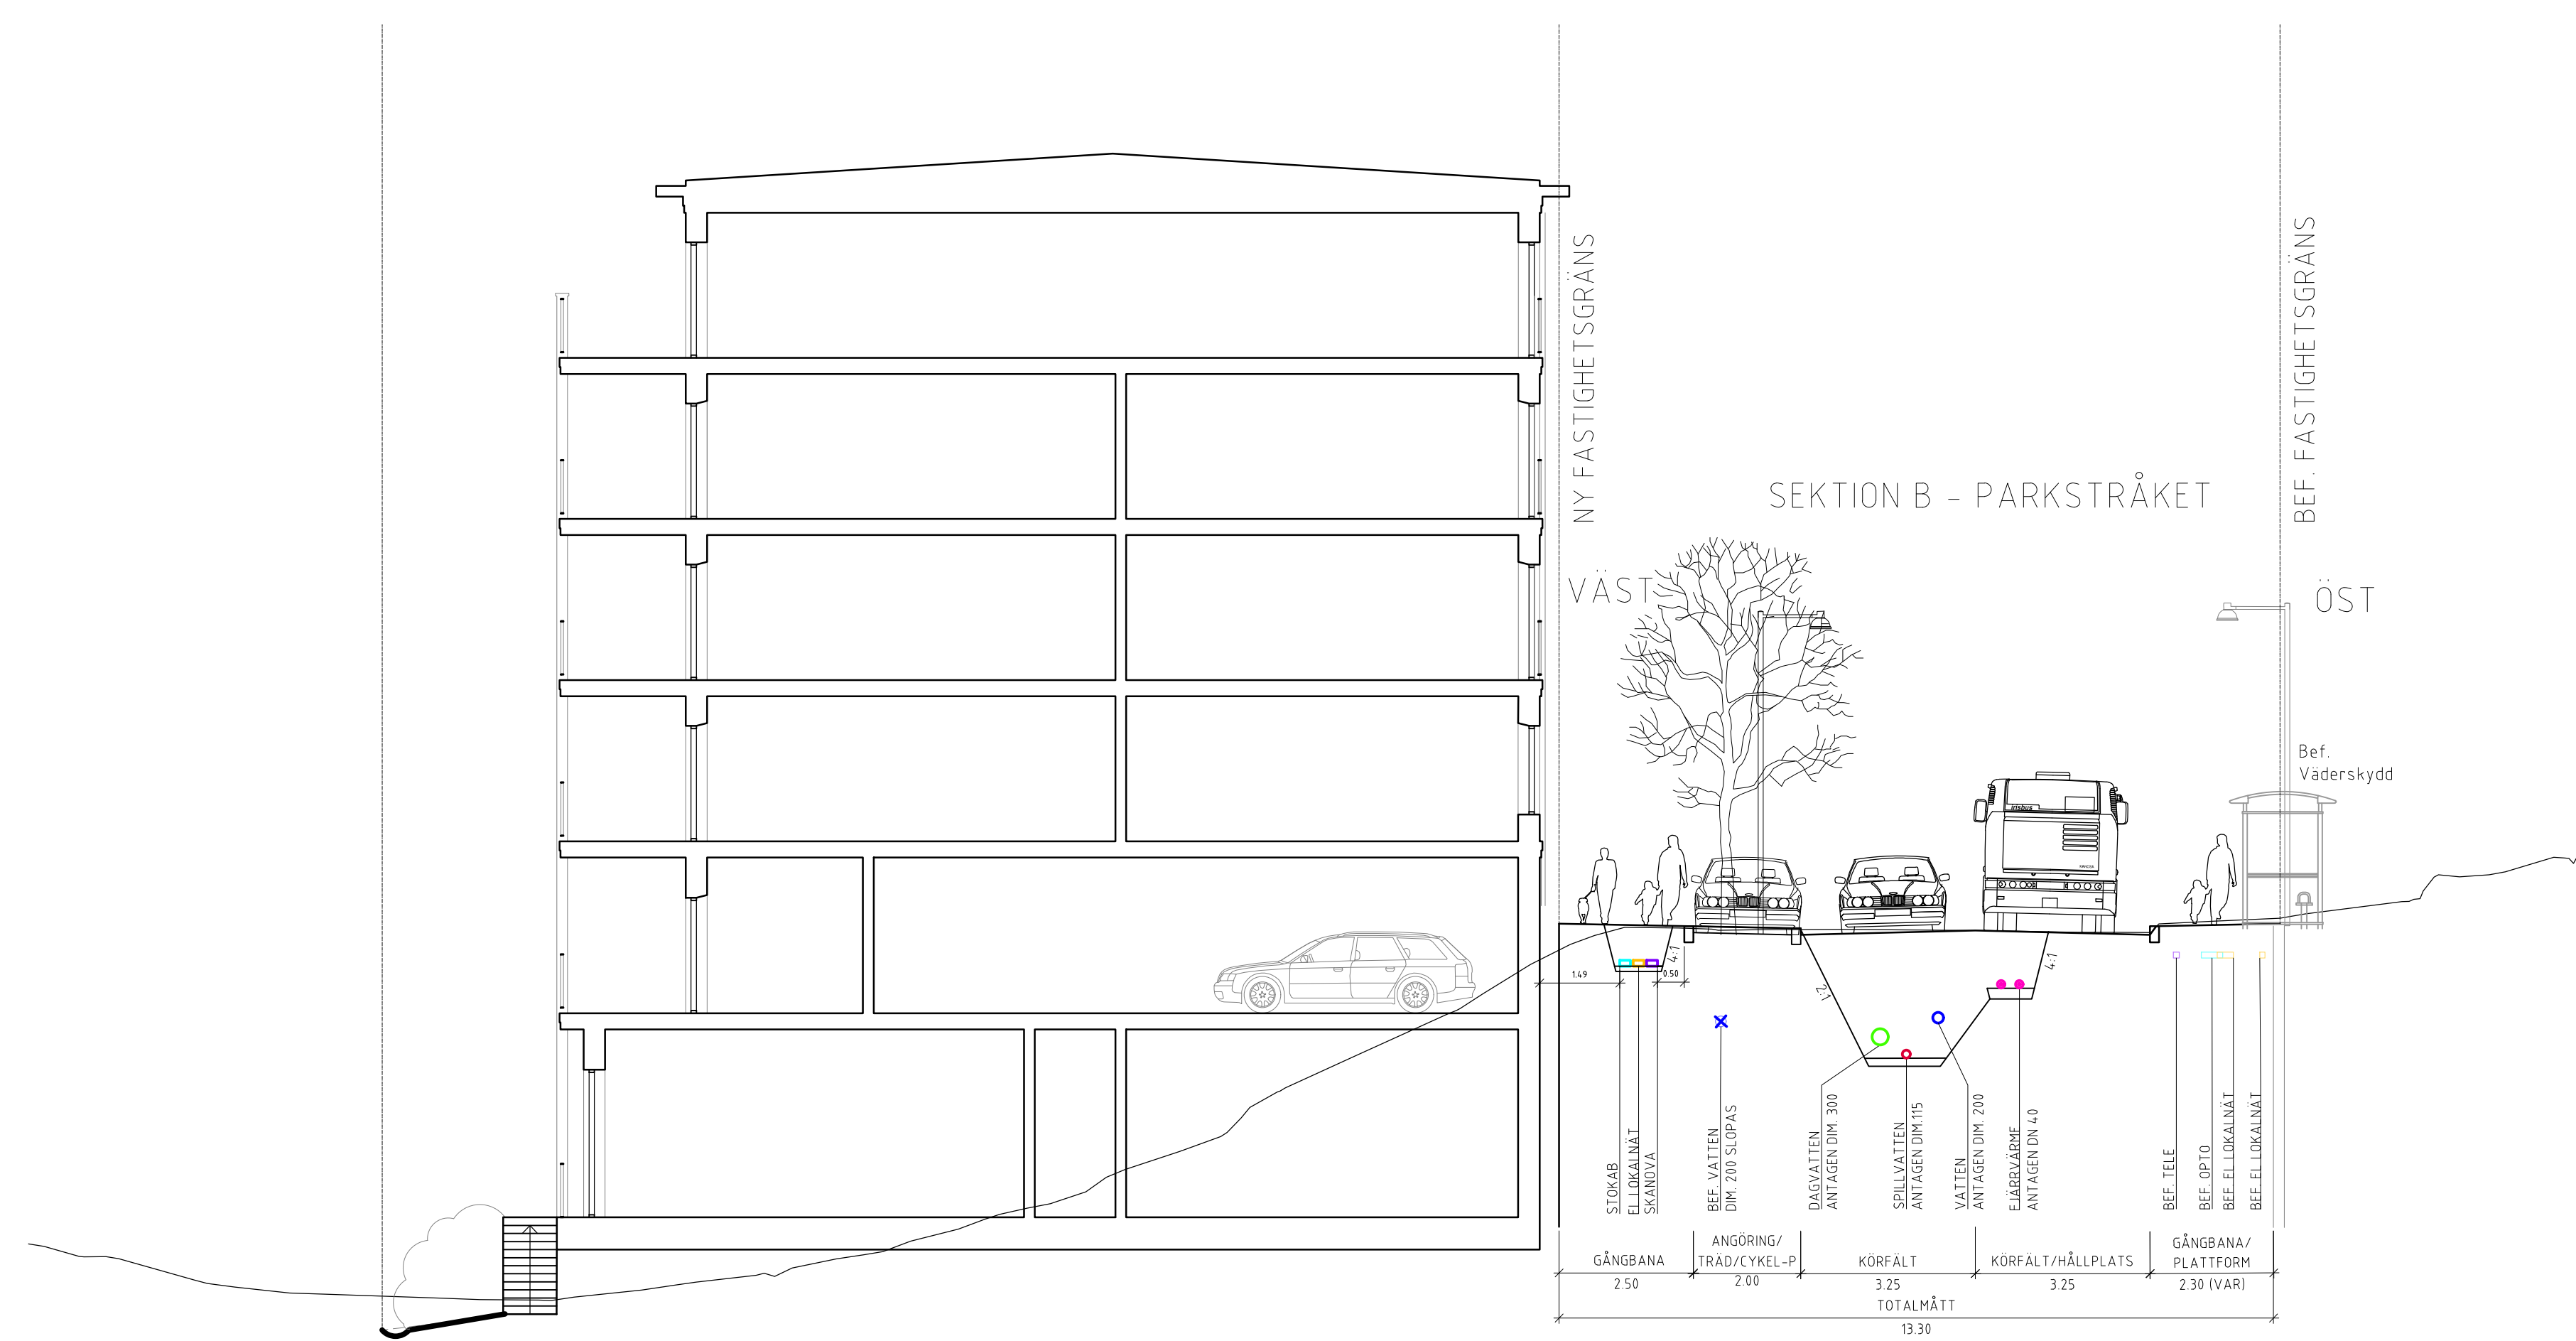 NY FASTIGHETSGRÄNS
BEF. FASTIGHETSGRÄNS
SEKTION B - PARKSTRÅKET
VÄST
ÖST
Bef.
Väderskydd
irisbus
4:1
4:1
2:1
1.49
0.50
STOKAB
EL LOKALNÄT
SKANOVA
BEF. VATTEN
DIM. 200 SLOPAS
DAGVATTEN
ANTAGEN DIM. 300
SPILLVATTEN
ANTAGEN DIM.115
VATTEN
ANTAGEN DIM. 200
FJÄRRVÄRME
ANTAGEN DN 40
BEF. TELE
BEF. OPTO
BEF. EL LOKALNÄT
BEF. EL LOKALNÄT
GÅNGBANA
2.50
ANGÖRING/
TRÄD/CYKEL-P
2.00
KÖRFÄLT
3.25
KÖRFÄLT/HÅLLPLATS
3.25
GÅNGBANA/
PLATTFORM
2.30 (VAR)
TOTALMÅTT
13.30